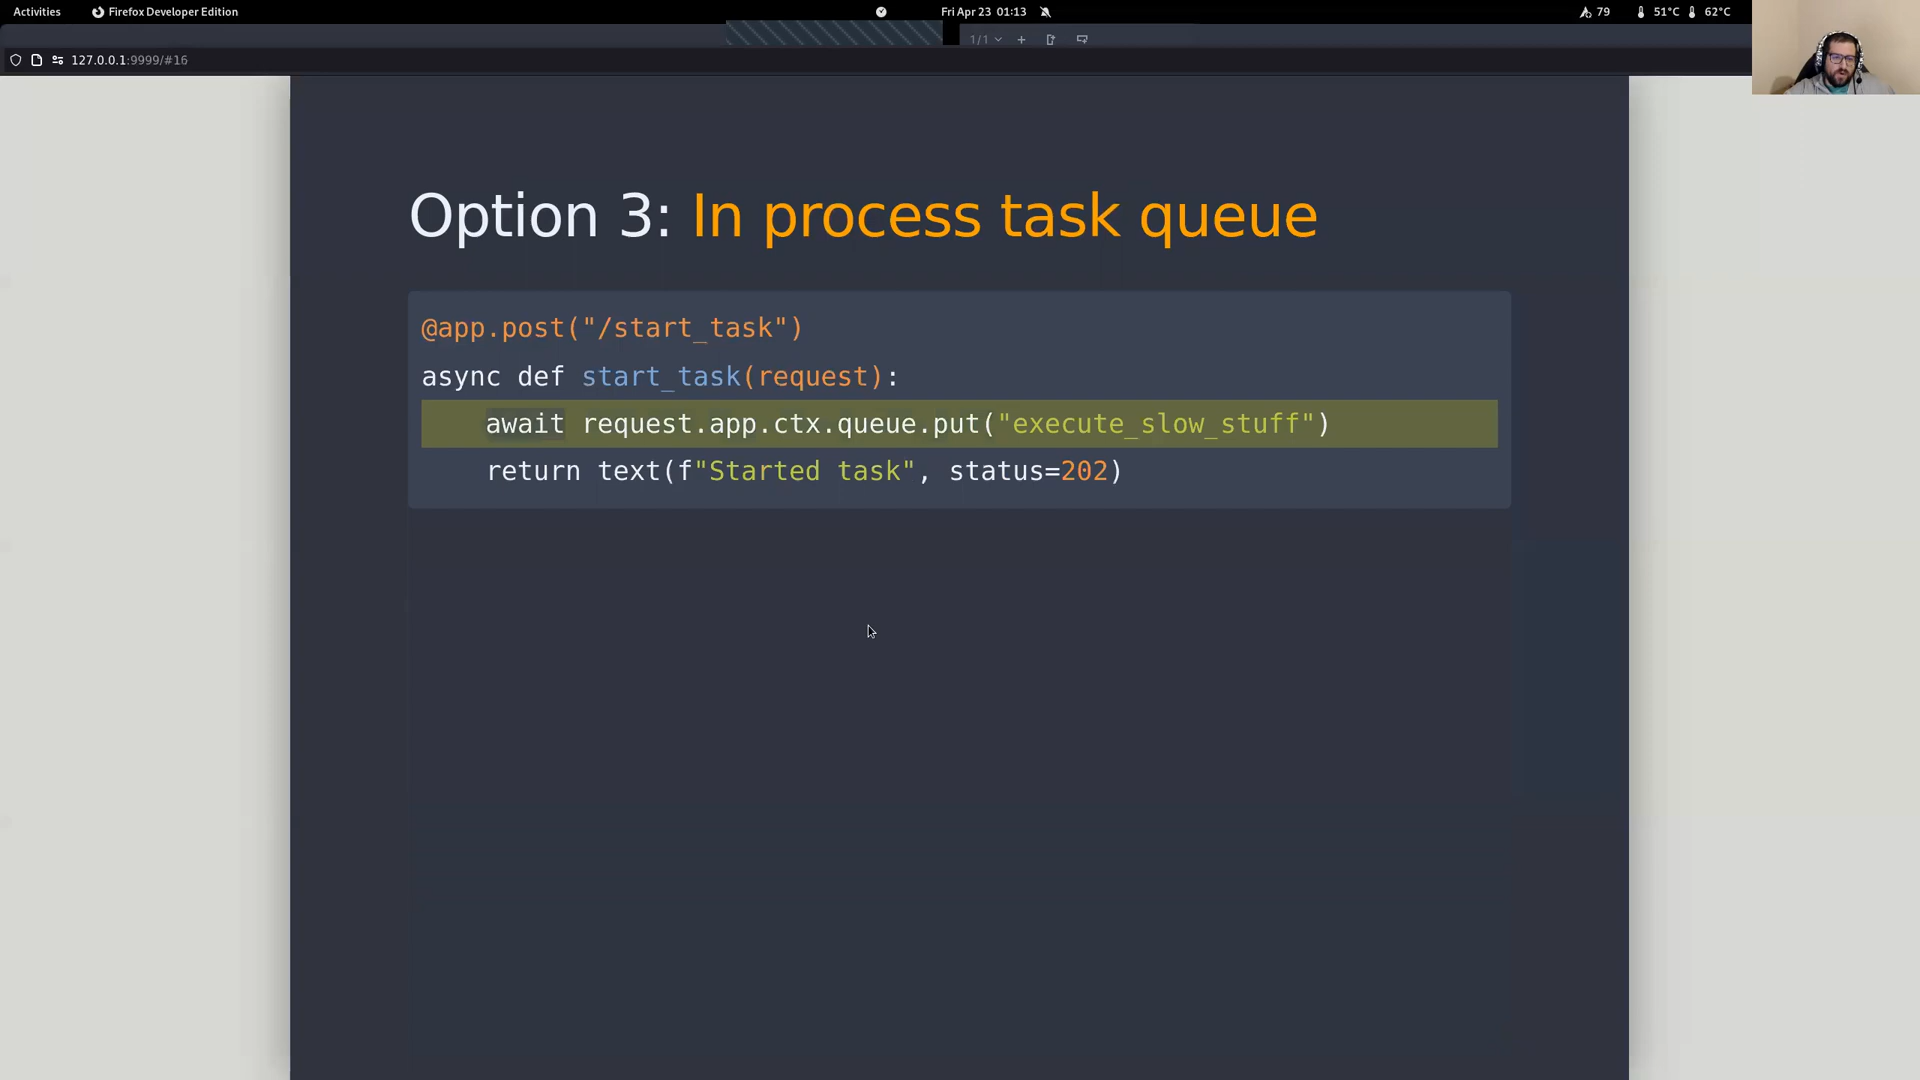 Activities Firefox Developer Edition Fri Apr 23 01:13 79 51°C 62°C
1/1
127.0.0.1:9999/#16
Option 3: In process task queue
@app.post("/start_task")
async def start_task(request):
await request.app.ctx.queue.put("execute_slow_stuff")
return text(f"Started task", status=202)